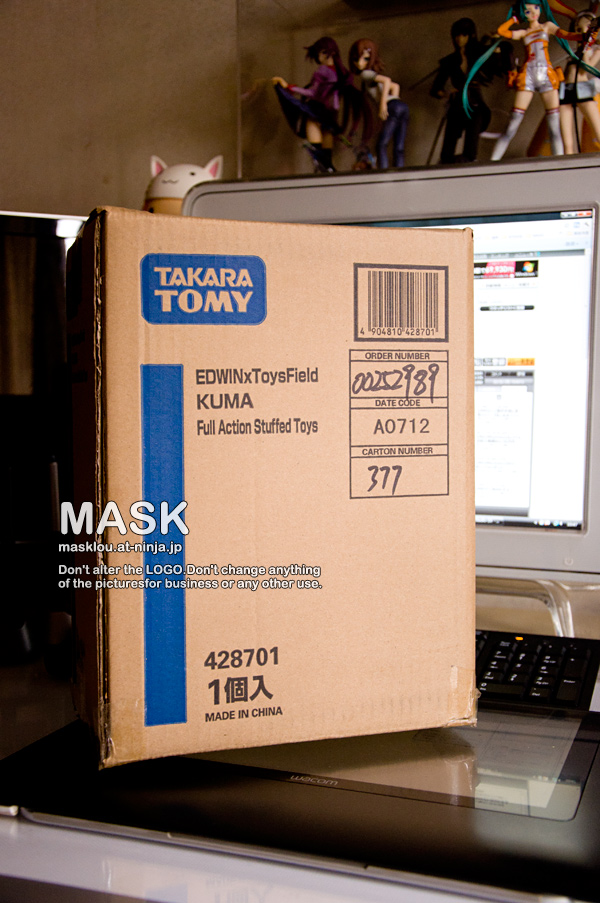 TAKARA
TOMY
4 904810 428701
ORDER NUMBER
00252989
DATE CODE
A0712
CARTON NUMBER
377
EDWINxToysField
KUMA
Full Action Stuffed Toys
MASK
masklou.at-ninja.jp
Don't alter the LOGO.Don't change anything
of the picturesfor business or any other use.
428701
1個入
MADE IN CHINA
wacom